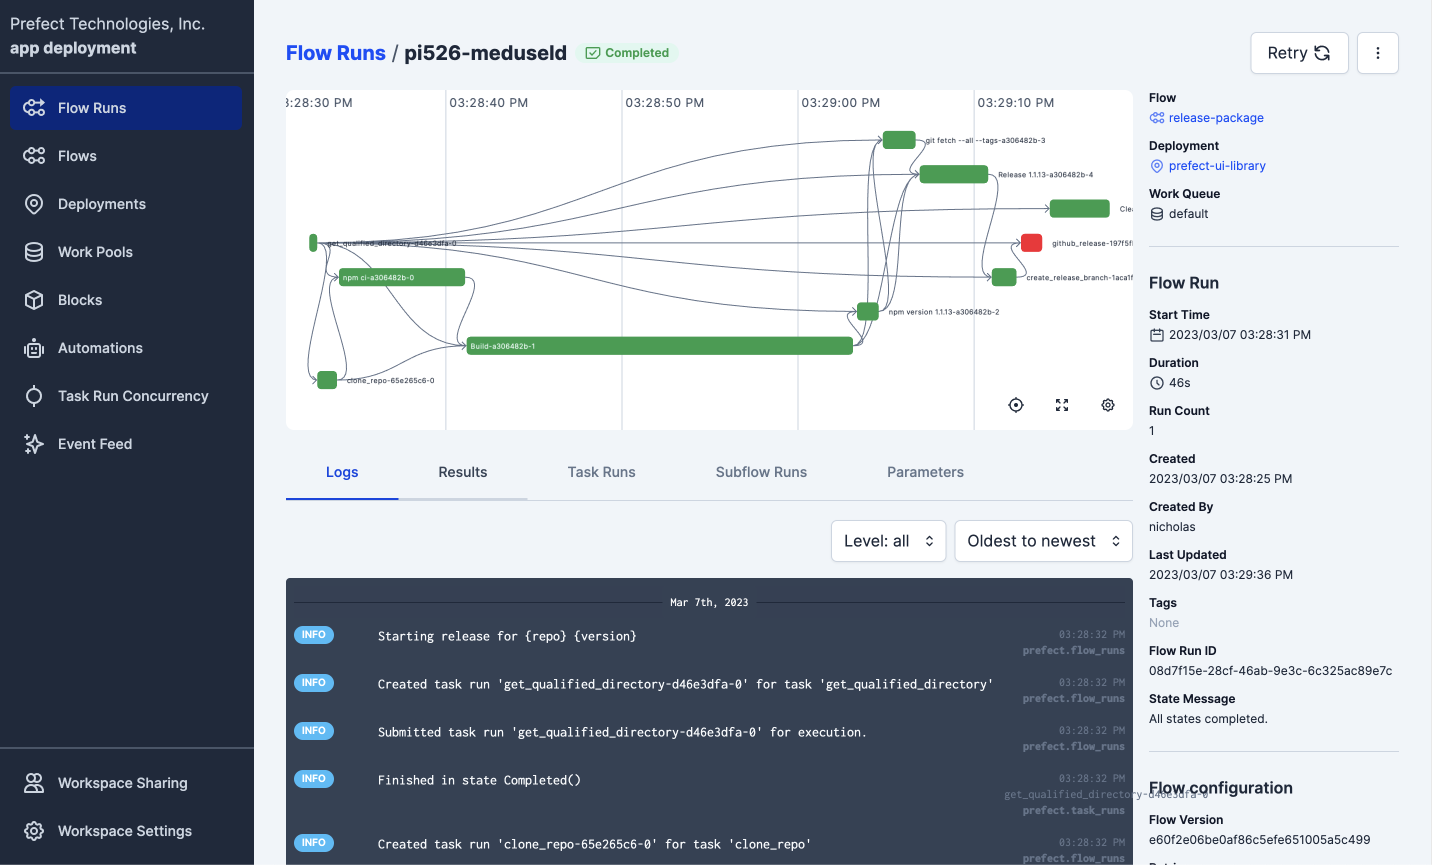 Prefect Technologies, Inc.
app deployment
Flow Runs
Flows
Deployments
Work Pools
Blocks
Automations
Task Run Concurrency
Event Feed
Workspace Sharing
Workspace Settings
Flow Runs / pi526-meduseld
Completed
Retry
3:28:30 PM
03:28:40 PM
03:28:50 PM
03:29:00 PM
03:29:10 PM
git fetch --all --tags-a306482b-3
Release 1.1.13-a306482b-4
Clea
get_qualified_directory-d46e3dfa-0
github_release-197f5f
npm ci-a306482b-0
create_release_branch-1aca1f
npm version 1.1.13-a306482b-2
Build-a306482b-1
clone_repo-65e265c6-0
Logs
Results
Task Runs
Subflow Runs
Parameters
Level: all
Oldest to newest
Mar 7th, 2023
INFO
Starting release for {repo} {version}
03:28:32 PM
prefect.flow_runs
INFO
Created task run 'get_qualified_directory-d46e3dfa-0' for task 'get_qualified_directory'
03:28:32 PM
prefect.flow_runs
INFO
Submitted task run 'get_qualified_directory-d46e3dfa-0' for execution.
03:28:32 PM
prefect.flow_runs
INFO
Finished in state Completed()
03:28:32 PM
get_qualified_directory-d46e3dfa-0
prefect.task_runs
INFO
Created task run 'clone_repo-65e265c6-0' for task 'clone_repo'
03:28:32 PM
prefect.flow_runs
Flow
release-package
Deployment
prefect-ui-library
Work Queue
default
Flow Run
Start Time
2023/03/07 03:28:31 PM
Duration
46s
Run Count
1
Created
2023/03/07 03:28:25 PM
Created By
nicholas
Last Updated
2023/03/07 03:29:36 PM
Tags
None
Flow Run ID
08d7f15e-28cf-46ab-9e3c-6c325ac89e7c
State Message
All states completed.
Flow configuration
Flow Version
e60f2e06be0af86c5efe651005a5c499